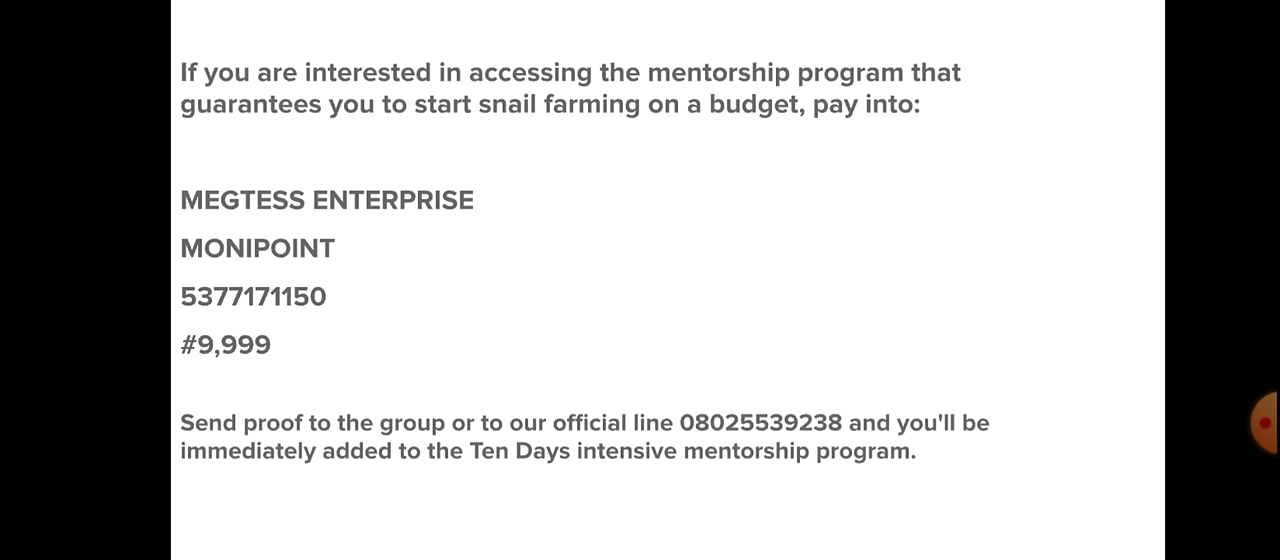 If you are interested in accessing the mentorship program that
guarantees you to start snail farming on a budget, pay into:
MEGTESS ENTERPRISE
MONIPOINT
5377171150
#9,999
Send proof to the group or to our official line 08025539238 and you'll be
immediately added to the Ten Days intensive mentorship program.